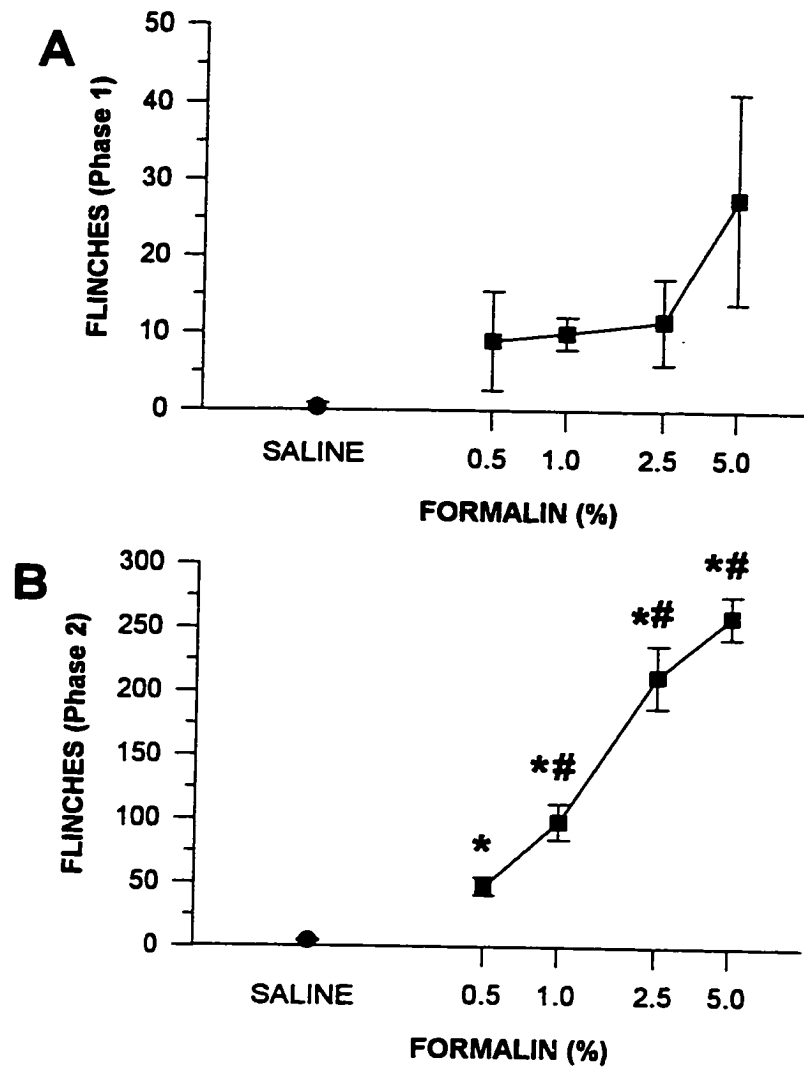 A
FLINCHES (Phase 1)
50
40
30
20
10
0
SALINE
0.5 1.0 2.5 5.0
FORMALIN (%)
B
FLINCHES (Phase 2)
300
250
200
150
100
50
0
*
*#
*#
*#
SALINE
0.5 1.0 2.5 5.0
FORMALIN (%)